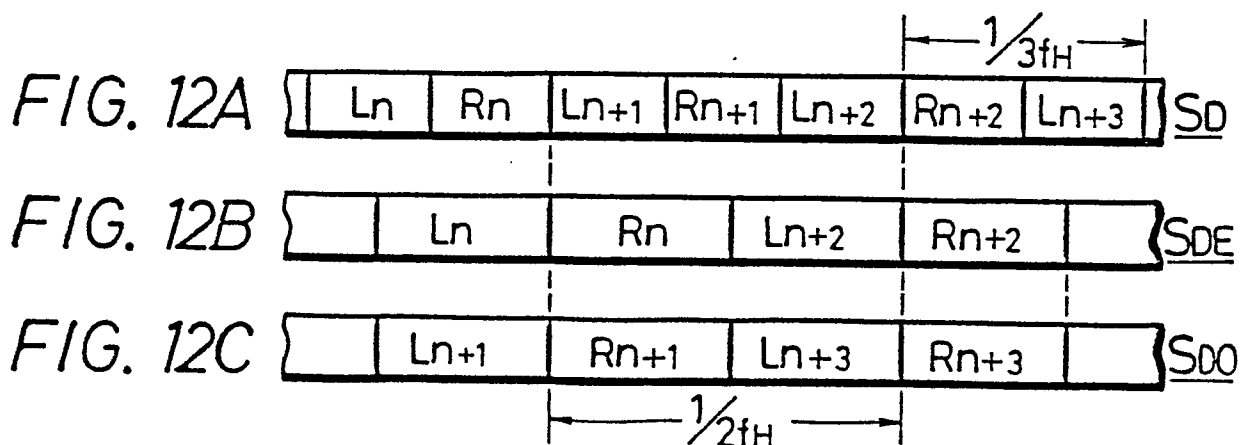 1/3fH
FIG. 12A Ln Rn Ln+1 Rn+1 Ln+2 Rn+2 Ln+3 SD
FIG. 12B Ln Rn Ln+2 Rn+2 SDE
FIG. 12C Ln+1 Rn+1 Ln+3 Rn+3 SDO
1/2fH